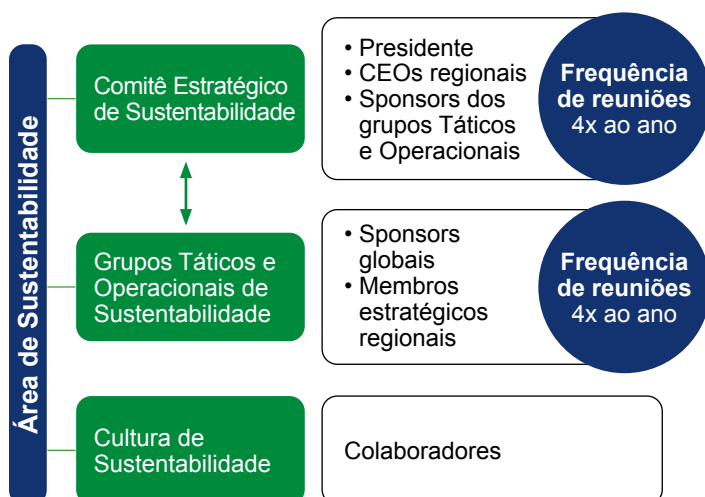 Área de Sustentabilidade
Comitê Estratégico
de Sustentabilidade
• Presidente
• CEOs regionais
• Sponsors dos
grupos Táticos
e Operacionais
Frequência
de reuniões
4x ao ano
Grupos Táticos e
Operacionais de
Sustentabilidade
• Sponsors
globais
• Membros
estratégicos
regionais
Frequência
de reuniões
4x ao ano
Cultura de
Sustentabilidade
Colaboradores